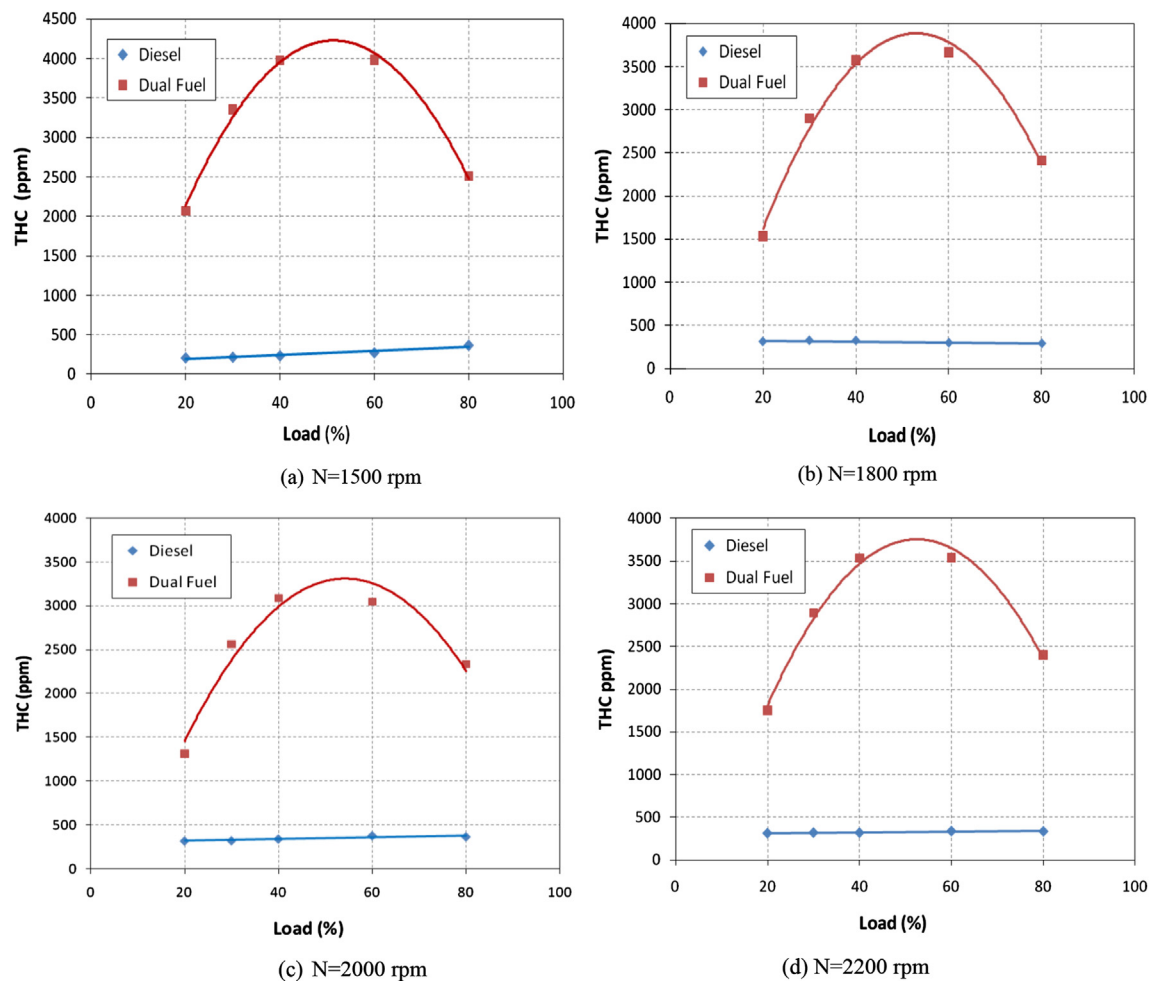 4500
4000
3500
3000
2500
2000
1500
1000
500
0
THC (ppm)
Diesel
Dual Fuel
0 20 40 60 80 100
Load (%)
(a) N=1500 rpm
4000
3500
3000
2500
2000
1500
1000
500
0
THC (ppm)
Diesel
Dual Fuel
0 20 40 60 80 100
Load (%)
(b) N=1800 rpm
4000
3500
3000
2500
2000
1500
1000
500
0
THC (ppm)
Diesel
Dual Fuel
0 20 40 60 80 100
Load (%)
(c) N=2000 rpm
4000
3500
3000
2500
2000
1500
1000
500
0
THC ppm)
Diesel
Dual Fuel
0 20 40 60 80 100
Load (%)
(d) N=2200 rpm